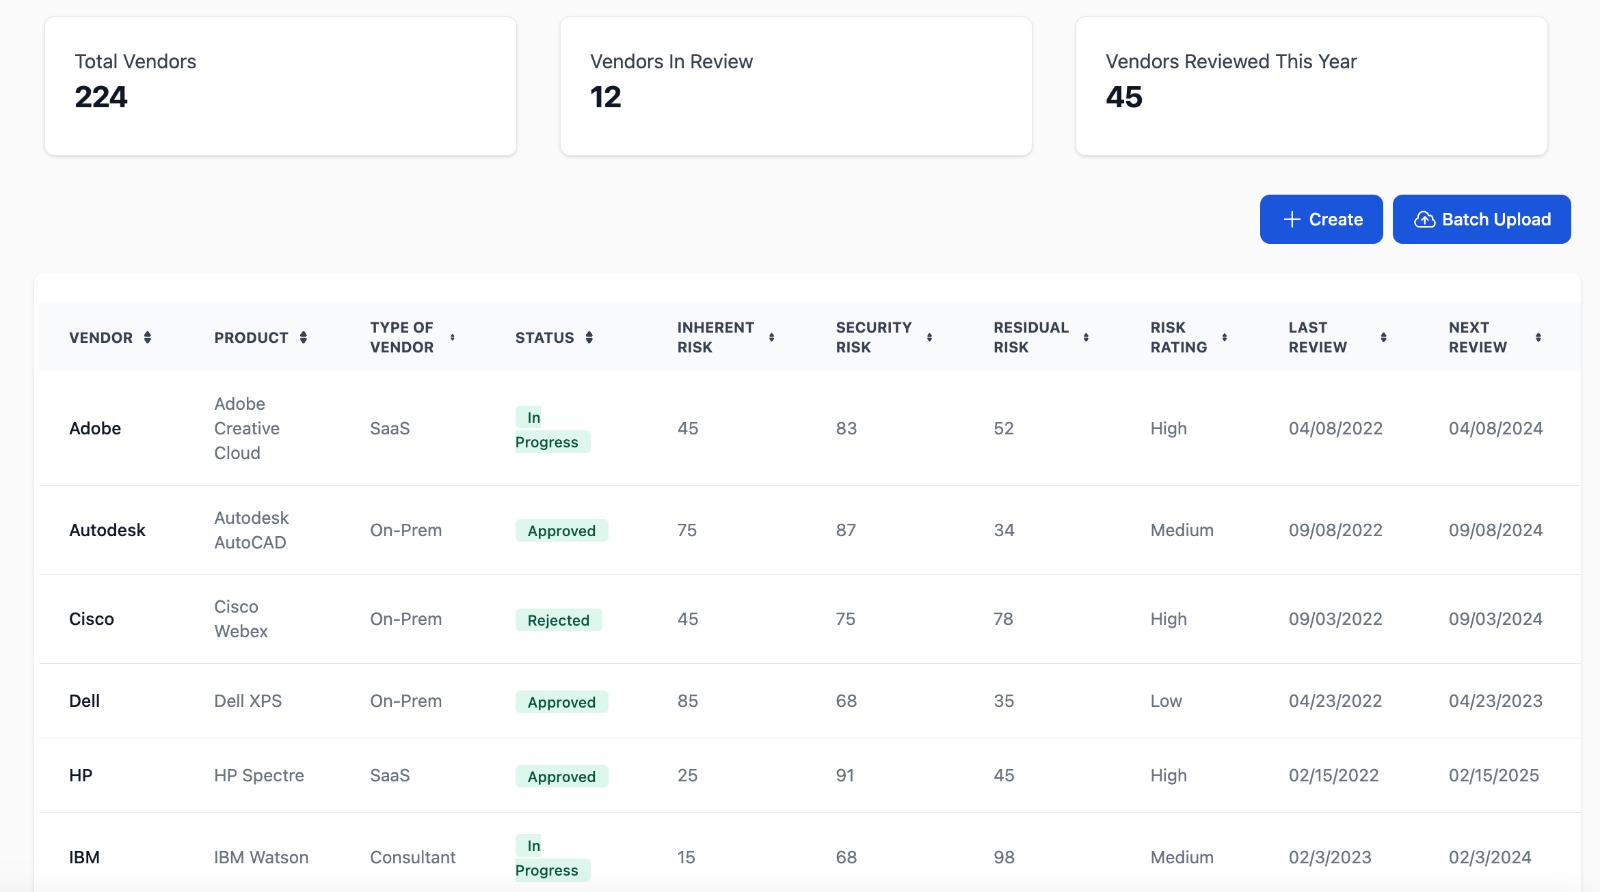 Total Vendors
224
Vendors In Review
12
Vendors Reviewed This Year
45
Create
Batch Upload
VENDOR PRODUCT TYPE OF VENDOR STATUS INHERENT RISK SECURITY RISK RESIDUAL RISK RISK RATING LAST REVIEW NEXT REVIEW
Adobe Adobe Creative Cloud SaaS In Progress 45 83 52 High 04/08/2022 04/08/2024
Autodesk Autodesk AutoCAD On-Prem Approved 75 87 34 Medium 09/08/2022 09/08/2024
Cisco Cisco Webex On-Prem Rejected 45 75 78 High 09/03/2022 09/03/2024
Dell Dell XPS On-Prem Approved 85 68 35 Low 04/23/2022 04/23/2023
HP HP Spectre SaaS Approved 25 91 45 High 02/15/2022 02/15/2025
IBM IBM Watson Consultant In Progress 15 68 98 Medium 02/3/2023 02/3/2024